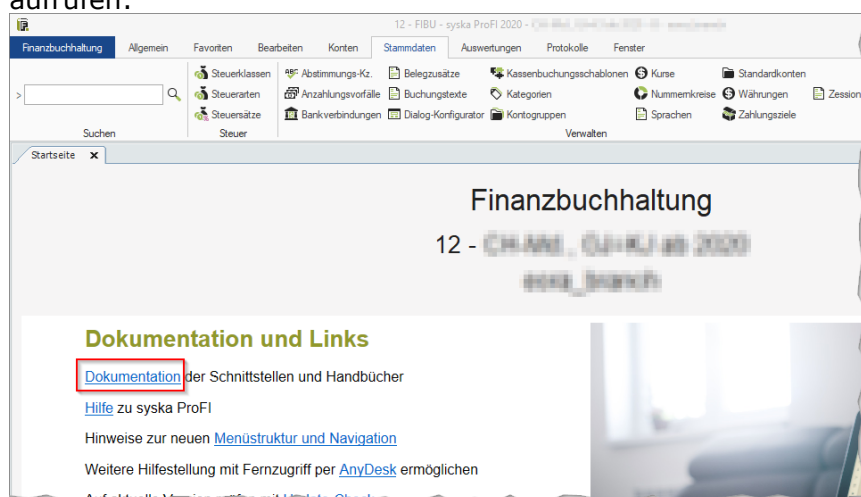 aufrufen.
12 - FIBU - syska ProFI 2020 -
Finanzbuchhaltung Allgemein Favoriten Bearbeiten Konten Stammdaten Auswertungen Protokolle Fenster
Steuerklassen ABC Abstimmungs-Kz. Belegzusätze Kassenbuchungsschablonen Kurse Standardkonten
> Steuerarten Anzahlungsvorfälle Buchungstexte Kategorien Nummernkreise Währungen Zession
Steuersätze Bankverbindungen Dialog-Konfigurator Kontogruppen Sprachen Zahlungsziele
Suchen Steuer Verwalten
Startseite x
Finanzbuchhaltung
12 -
Dokumentation und Links
Dokumentation der Schnittstellen und Handbücher
Hilfe zu syska ProFI
Hinweise zur neuen Menüstruktur und Navigation
Weitere Hilfestellung mit Fernzugriff per AnyDesk ermöglichen